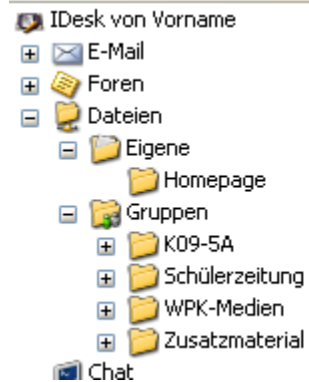 IDesk von Vorname
E-Mail
Foren
Dateien
Eigene
Homepage
Gruppen
K09-5A
Schülerzeitung
WPK-Medien
Zusatzmaterial
Chat